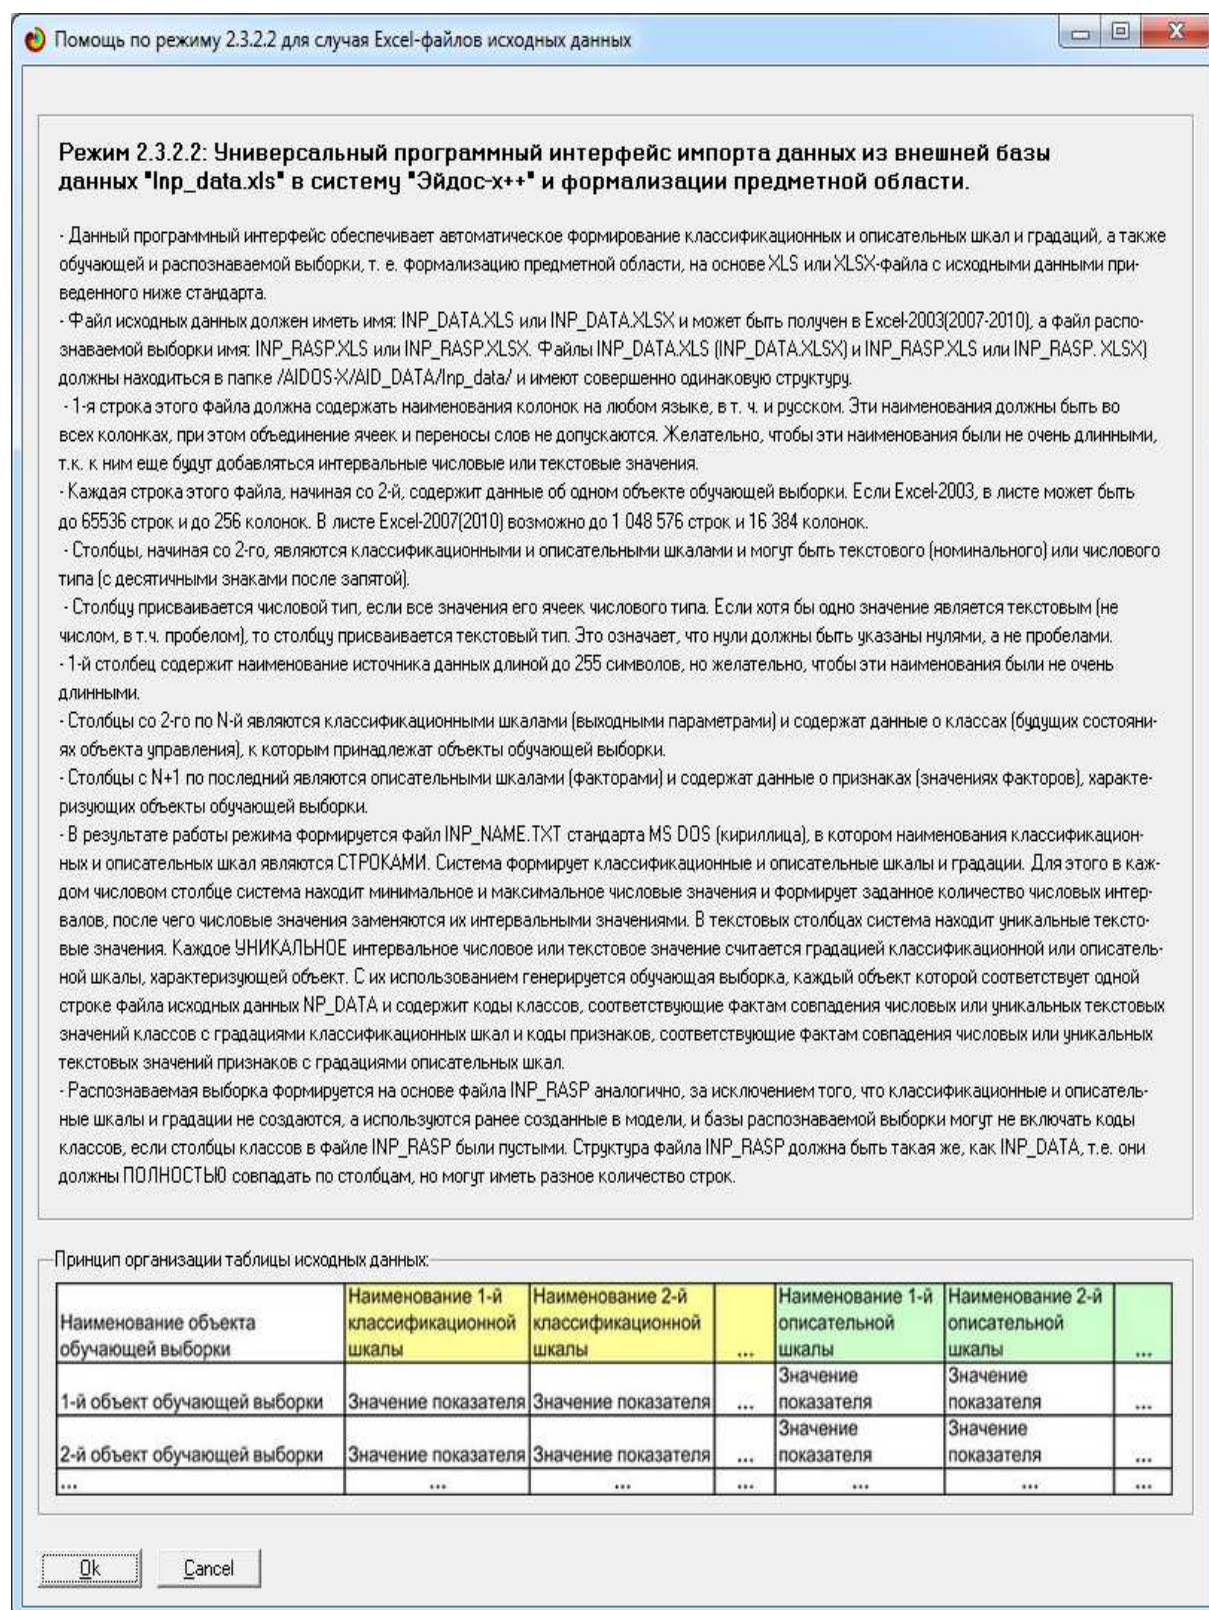 Помощь по режиму 2.3.2.2 для случая Excel-файлов исходных данных
Режим 2.3.2.2: Универсальный программный интерфейс импорта данных из внешней базы
данных "Inp_data.xls" в систему "Эйдос-х++" и формализации предметной области.
- Данный программный интерфейс обеспечивает автоматическое формирование классификационных и описательных шкал и градаций, а также
обучающей и распознаваемой выборки, т. е. формализацию предметной области, на основе XLS или XLSX-файла с исходными данными при-
веденного ниже стандарта.
- Файл исходных данных должен иметь имя: INP_DATA.XLS или INP_DATA.XLSX и может быть получен в Excel-2003(2007-2010), а файл распо-
знаваемой выборки имя: INP_RASP.XLS или INP_RASP.XLSX. Файлы INP_DATA.XLS (INP_DATA.XLSX) и INP_RASP.XLS или INP_RASP. XLSX)
должны находиться в папке /AIDOS-X/AID_DATA/Inp_data/ и имеют совершенно одинаковую структуру.
- 1-я строка этого файла должна содержать наименования колонок на любом языке, в т. ч. и русском. Эти наименования должны быть во
всех колонках, при этом объединение ячеек и переносы слов не допускаются. Желательно, чтобы эти наименования были не очень длинными,
т.к. к ним еще будут добавляться интервальные числовые или текстовые значения.
- Каждая строка этого файла, начиная со 2-й, содержит данные об одном объекте обучающей выборки. Если Excel-2003, в листе может быть
до 65536 строк и до 256 колонок. В листе Excel-2007(2010) возможно до 1 048 576 строк и 16 384 колонок.
- Столбцы, начиная со 2-го, являются классификационными и описательными шкалами и могут быть текстового (номинального) или числового
типа (с десятичными знаками после запятой).
- Столбцу присваивается числовой тип, если все значения его ячеек числового типа. Если хотя бы одно значение является текстовым (не
числом, в т.ч. пробелом), то столбцу присваивается текстовый тип. Это означает, что нули должны быть указаны нулями, а не пробелами.
- 1-й столбец содержит наименование источника данных длиной до 255 символов, но желательно, чтобы эти наименования были не очень
длинными.
- Столбцы со 2-го по N-й являются классификационными шкалами (выходными параметрами) и содержат данные о классах (будущих состояни-
ях объекта управления), к которым принадлежат объекты обучающей выборки.
- Столбцы с N+1 по последний являются описательными шкалами (факторами) и содержат данные о признаках (значениях факторов), характе-
ризующих объекты обучающей выборки.
- В результате работы режима формируется файл INP_NAME.TXT стандарта MS DOS (кириллица), в котором наименования классификацион-
ных и описательных шкал являются СТРОКАМИ. Система формирует классификационные и описательные шкалы и градации. Для этого в каж-
дом числовом столбце система находит минимальное и максимальное числовые значения и формирует заданное количество числовых интер-
валов, после чего числовые значения заменяются их интервальными значениями. В текстовых столбцах система находит уникальные тексто-
вые значения. Каждое УНИКАЛЬНОЕ интервальное числовое или текстовое значение считается градацией классификационной или описатель-
ной шкалы, характеризующей объект. С их использованием генерируется обучающая выборка, каждый объект которой соответствует одной
строке файла исходных данных NP_DATA и содержит коды классов, соответствующие фактам совпадения числовых или уникальных текстовых
значений классов с градациями классификационных шкал и коды признаков, соответствующие фактам совпадения числовых или уникальных
текстовых значений признаков с градациями описательных шкал.
- Распознаваемая выборка формируется на основе файла INP_RASP аналогично, за исключением того, что классификационные и описатель-
ные шкалы и градации не создаются, а используются ранее созданные в модели, и базы распознаваемой выборки могут не включать коды
классов, если столбцы классов в файле INP_RASP были пустыми. Структура файла INP_RASP должна быть такая же, как INP_DATA, т.е. они
должны ПОЛНОСТЬЮ совпадать по столбцам, но могут иметь разное количество строк.
Принцип организации таблицы исходных данных:
Наименование 1-й Наименование 2-й Наименование 1-й Наименование 2-й
Наименование объекта классификационной классификационной описательной описательной
обучающей выборки шкалы шкалы ... шкалы шкалы ...
Значение Значение
1-й объект обучающей выборки Значение показателя Значение показателя ... показателя показателя ...
Значение Значение
2-й объект обучающей выборки Значение показателя Значение показателя ... показателя показателя ...
... ... ... ... ... ... ...
Ok Cancel